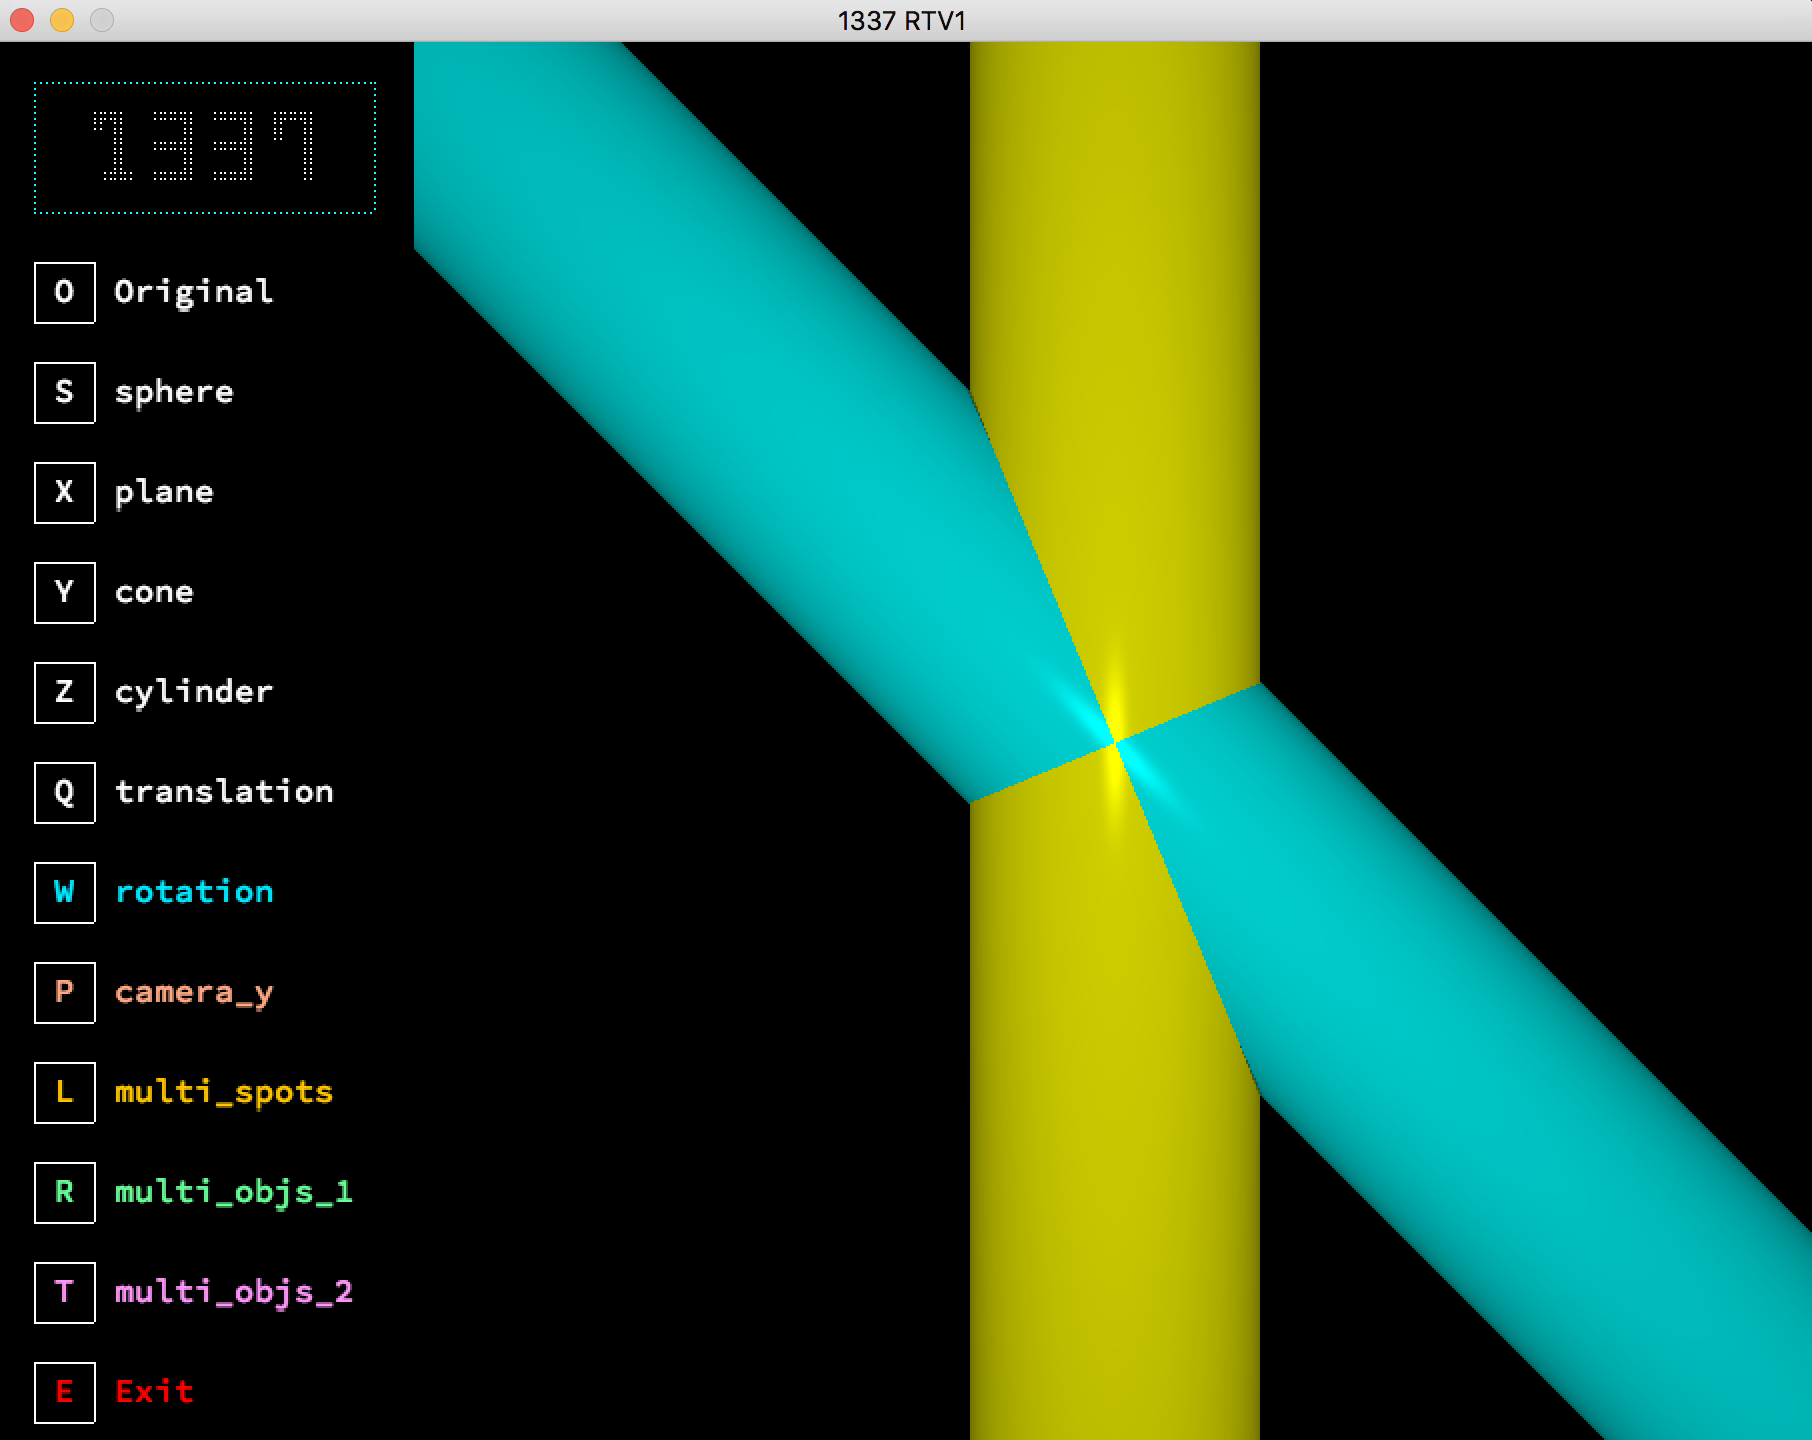 1337 RTV1
1337
O Original
S sphere
X plane
Y cone
Z cylinder
Q translation
W rotation
P camera_y
L multi_spots
R multi_objs_1
T multi_objs_2
E Exit